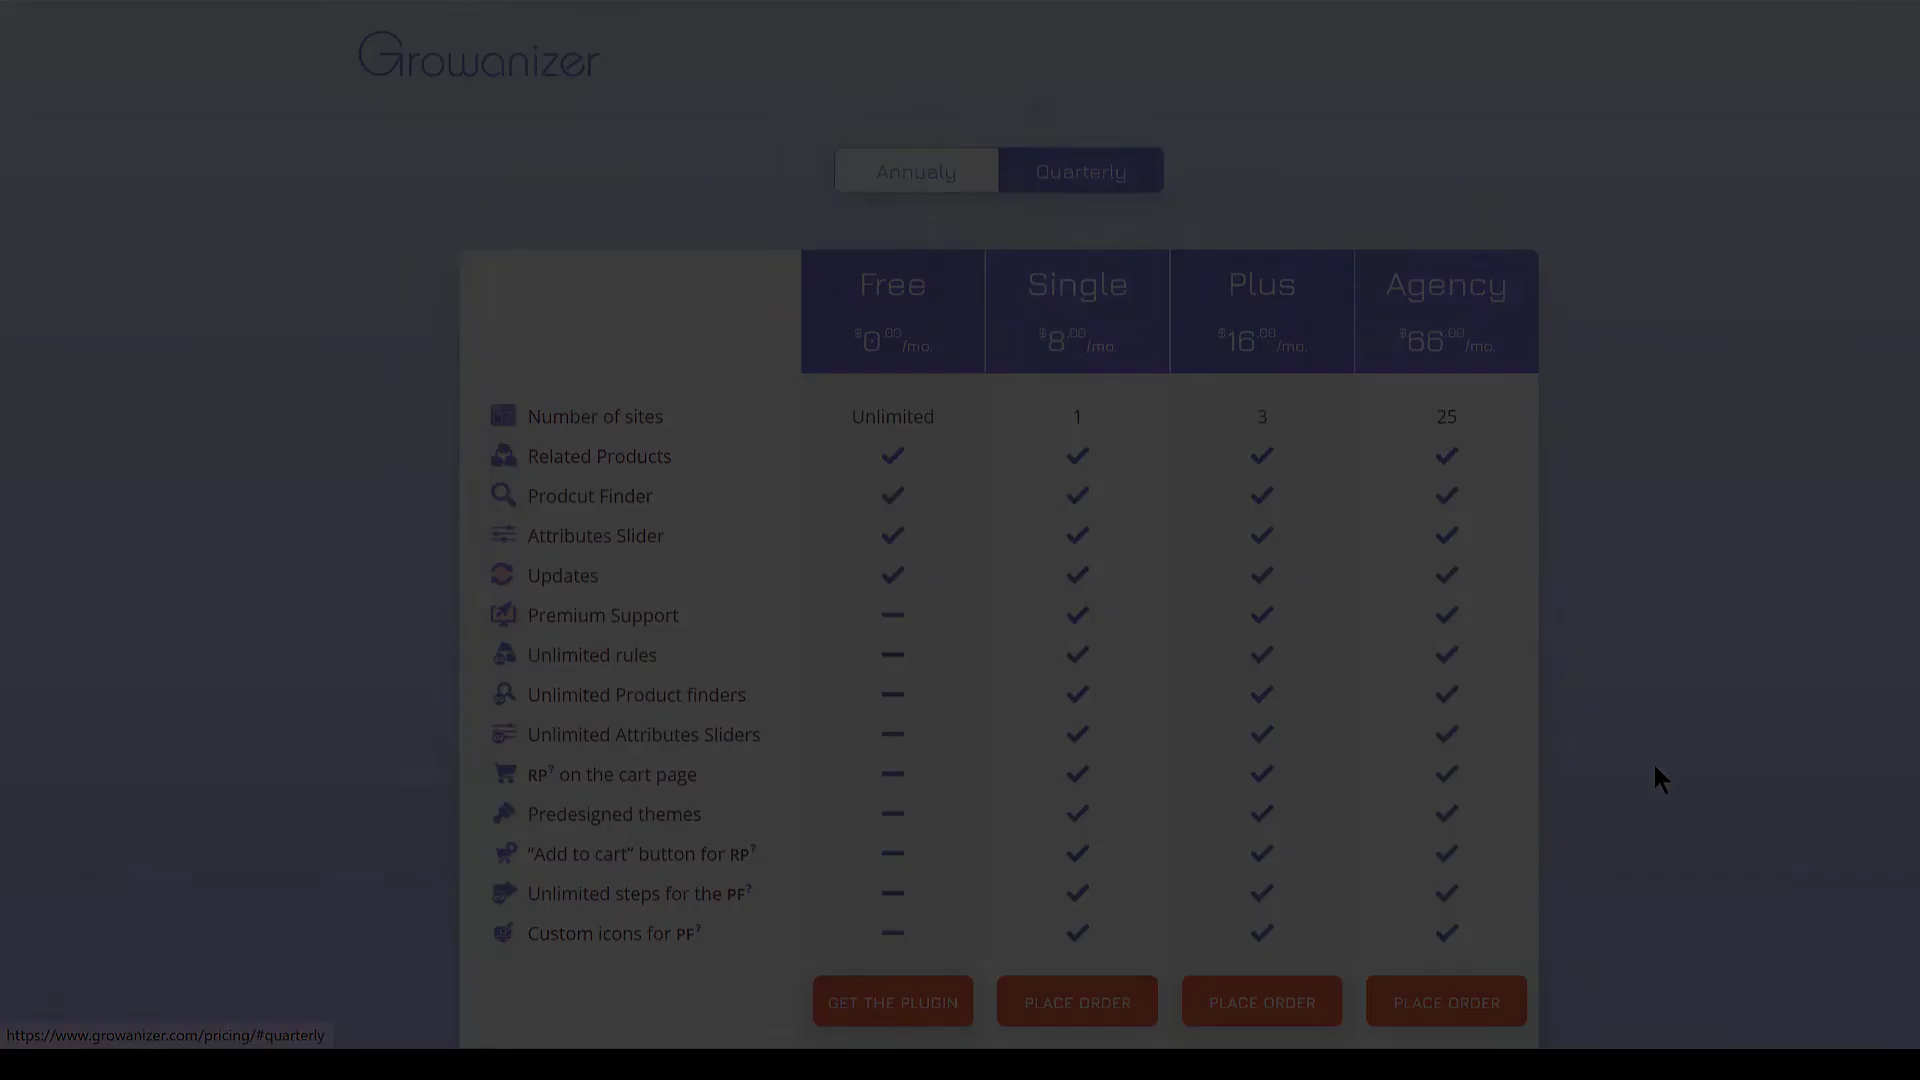 Growanizer
Annualy Quarterly
Free Single Plus Agency
$0.00/mo. $8.00/mo. $16.00/mo. $66.00/mo.
Number of sites Unlimited 1 3 25
Related Products
Prodcut Finder
Attributes Slider
Updates
Premium Support
Unlimited rules
Unlimited Product finders
Unlimited Attributes Sliders
RP? on the cart page
Predesigned themes
“Add to cart” button for RP?
Unlimited steps for the PF?
Custom icons for PF?
GET THE PLUGIN PLACE ORDER PLACE ORDER PLACE ORDER
https://www.growanizer.com/pricing/#quarterly